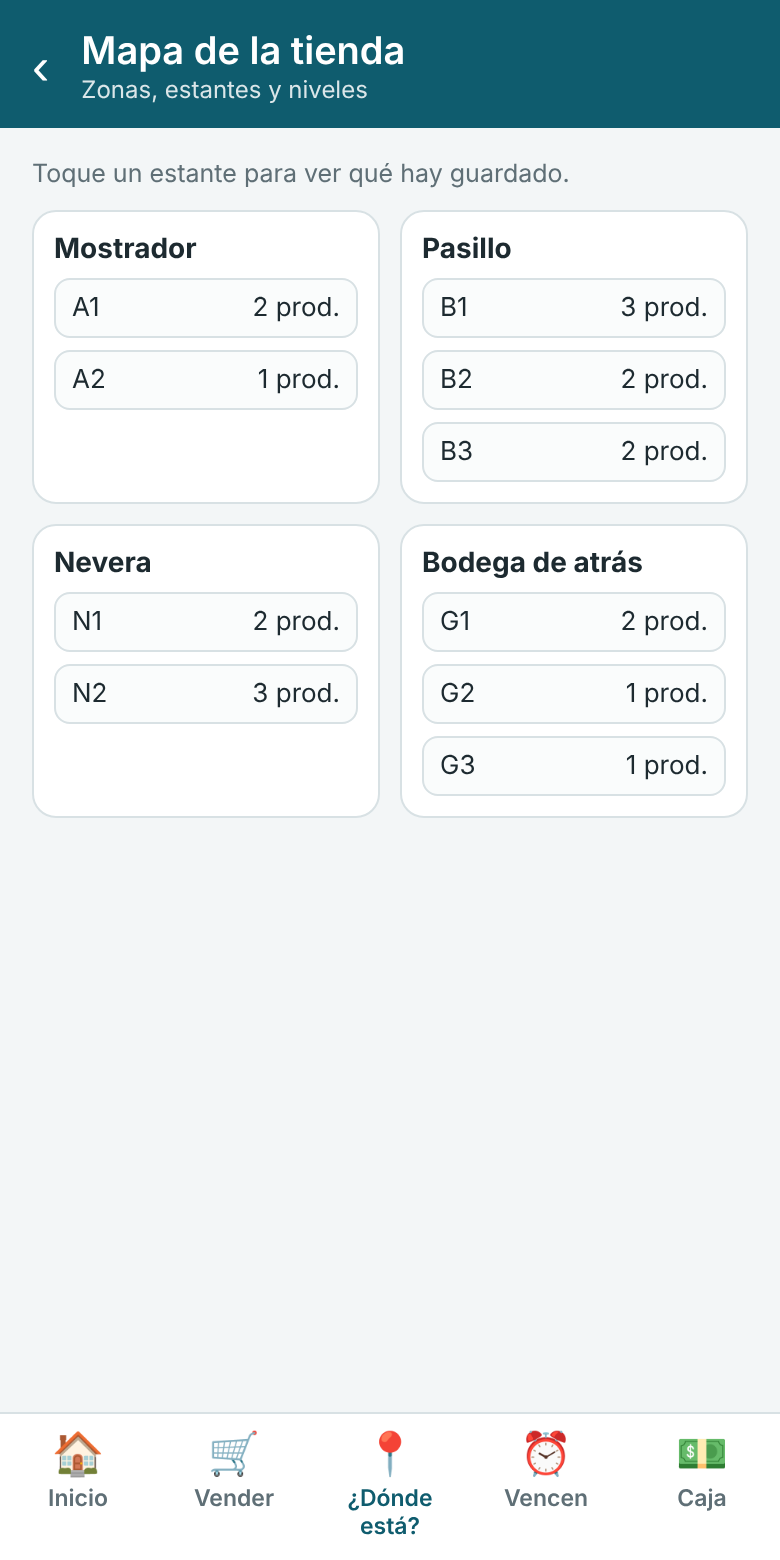 Mapa de la tienda
Zonas, estantes y niveles
Toque un estante para ver qué hay guardado.
Mostrador
A1 2 prod.
A2 1 prod.
Pasillo
B1 3 prod.
B2 2 prod.
B3 2 prod.
Nevera
N1 2 prod.
N2 3 prod.
Bodega de atrás
G1 2 prod.
G2 1 prod.
G3 1 prod.
Inicio
Vender
¿Dónde
está?
Vencen
Caja